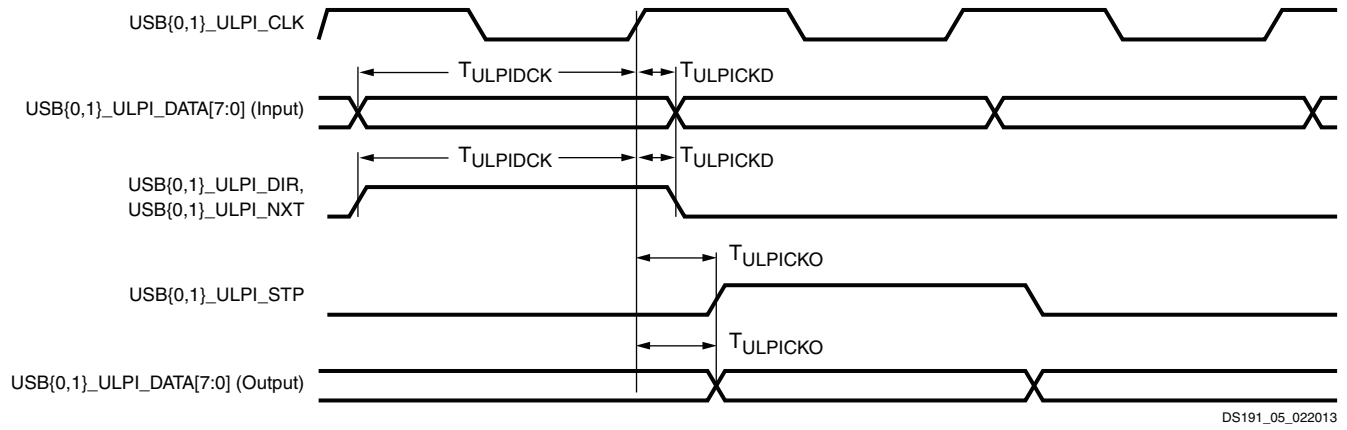 USB{0,1}_ULPI_CLK
TULPIDCK TULPICKD
USB{0,1}_ULPI_DATA[7:0] (Input)
TULPIDCK TULPICKD
USB{0,1}_ULPI_DIR,
USB{0,1}_ULPI_NXT
TULPICKO
USB{0,1}_ULPI_STP
TULPICKO
USB{0,1}_ULPI_DATA[7:0] (Output)
DS191_05_022013